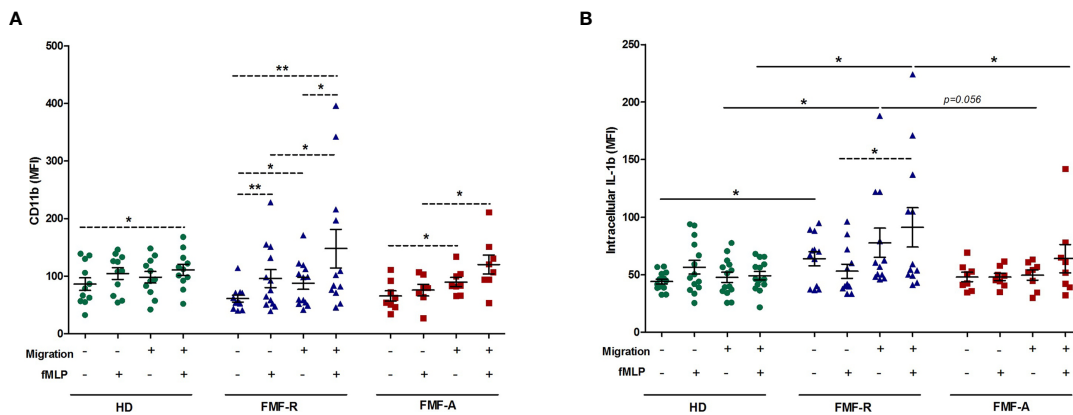 A
B
500
400
300
200
100
0
CD11b (MFI)
*
**
*
**
*
*
*
*
Migration - - + + - - + + - - + +
fMLP - + - + - + - + - + - +
HD FMF-R FMF-A
250
200
150
100
50
0
Intracellular IL-1b (MFI)
*
*
*
p=0.056
*
*
Migration - - + + - - + + - - + +
fMLP - + - + - + - + - + - +
HD FMF-R FMF-A